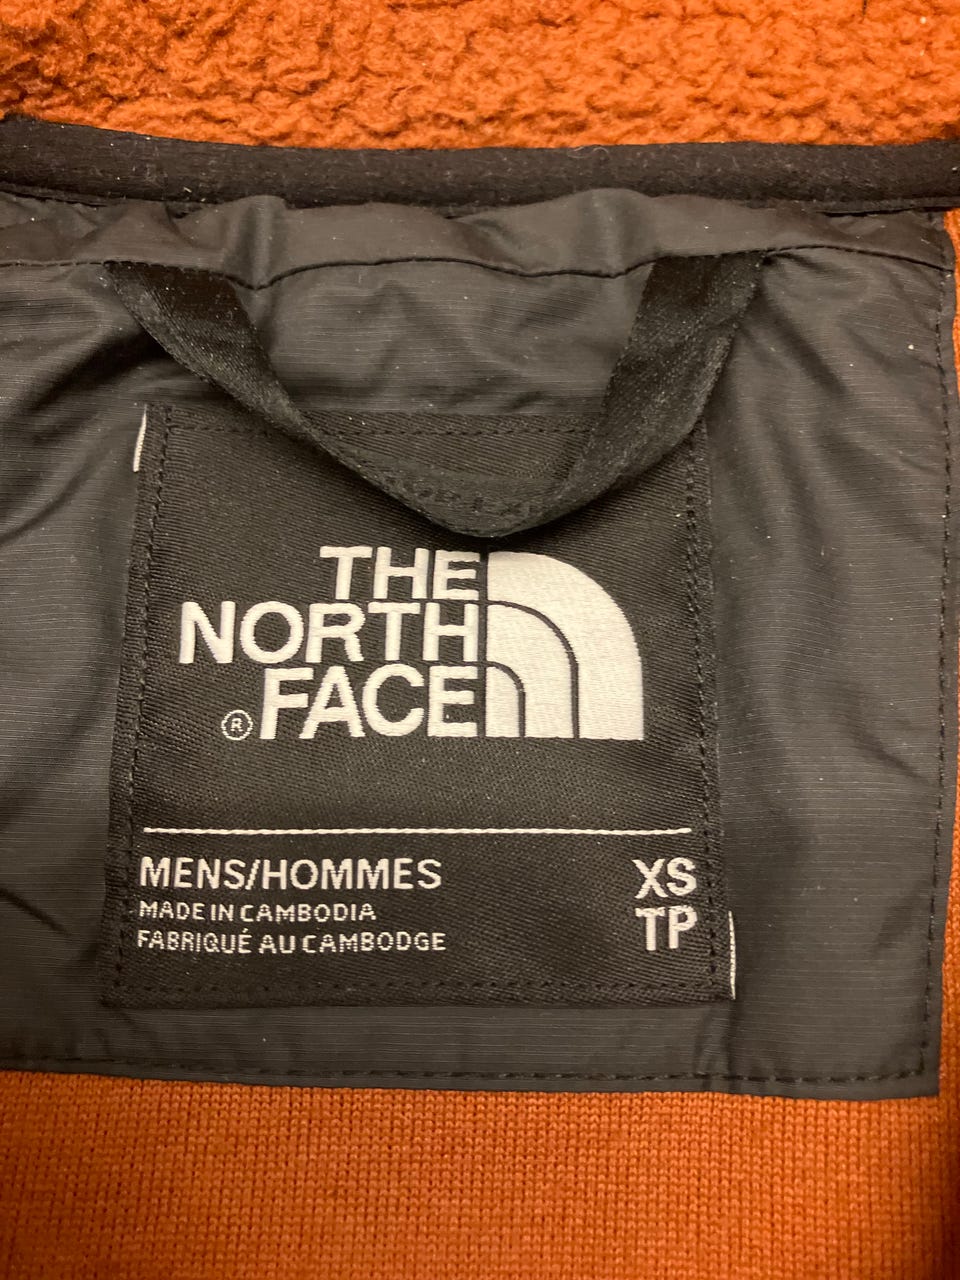 THE
NORTH
FACE
®
MENS/HOMMES
XS
MADE IN CAMBODIA
TP
FABRIQUÉ AU CAMBODGE